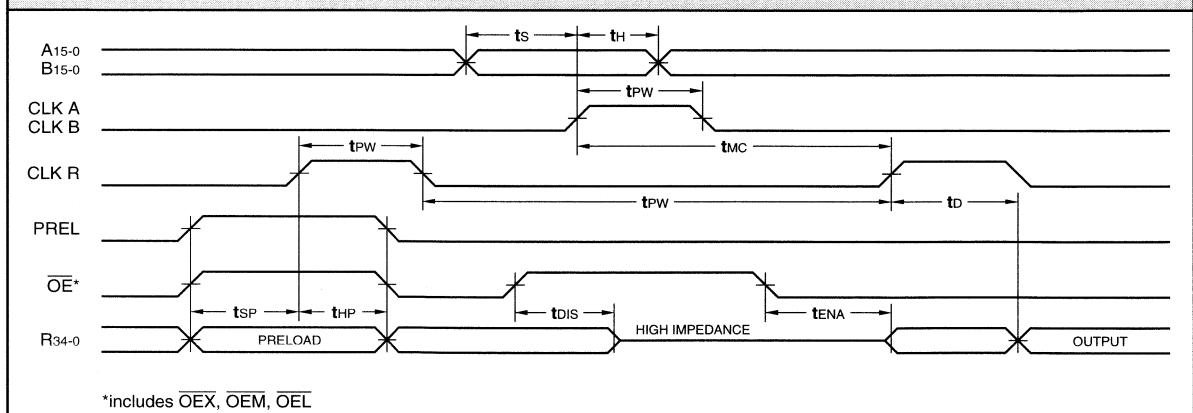 tS tH
A15-0
B15-0
tPW
CLK A
CLK B
tPW tMC
CLK R
tPW tD
PREL
OE*
tSP tHP tDIS tENA
R34-0 PRELOAD HIGH IMPEDANCE OUTPUT
*includes OEX, OEM, OEL